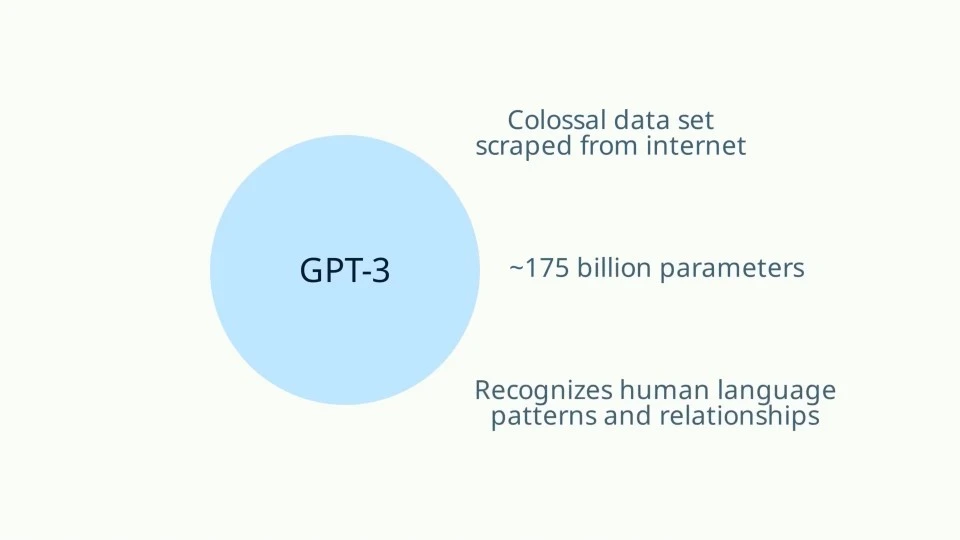 Colossal data set
scraped from internet
GPT-3
~175 billion parameters
Recognizes human language
patterns and relationships